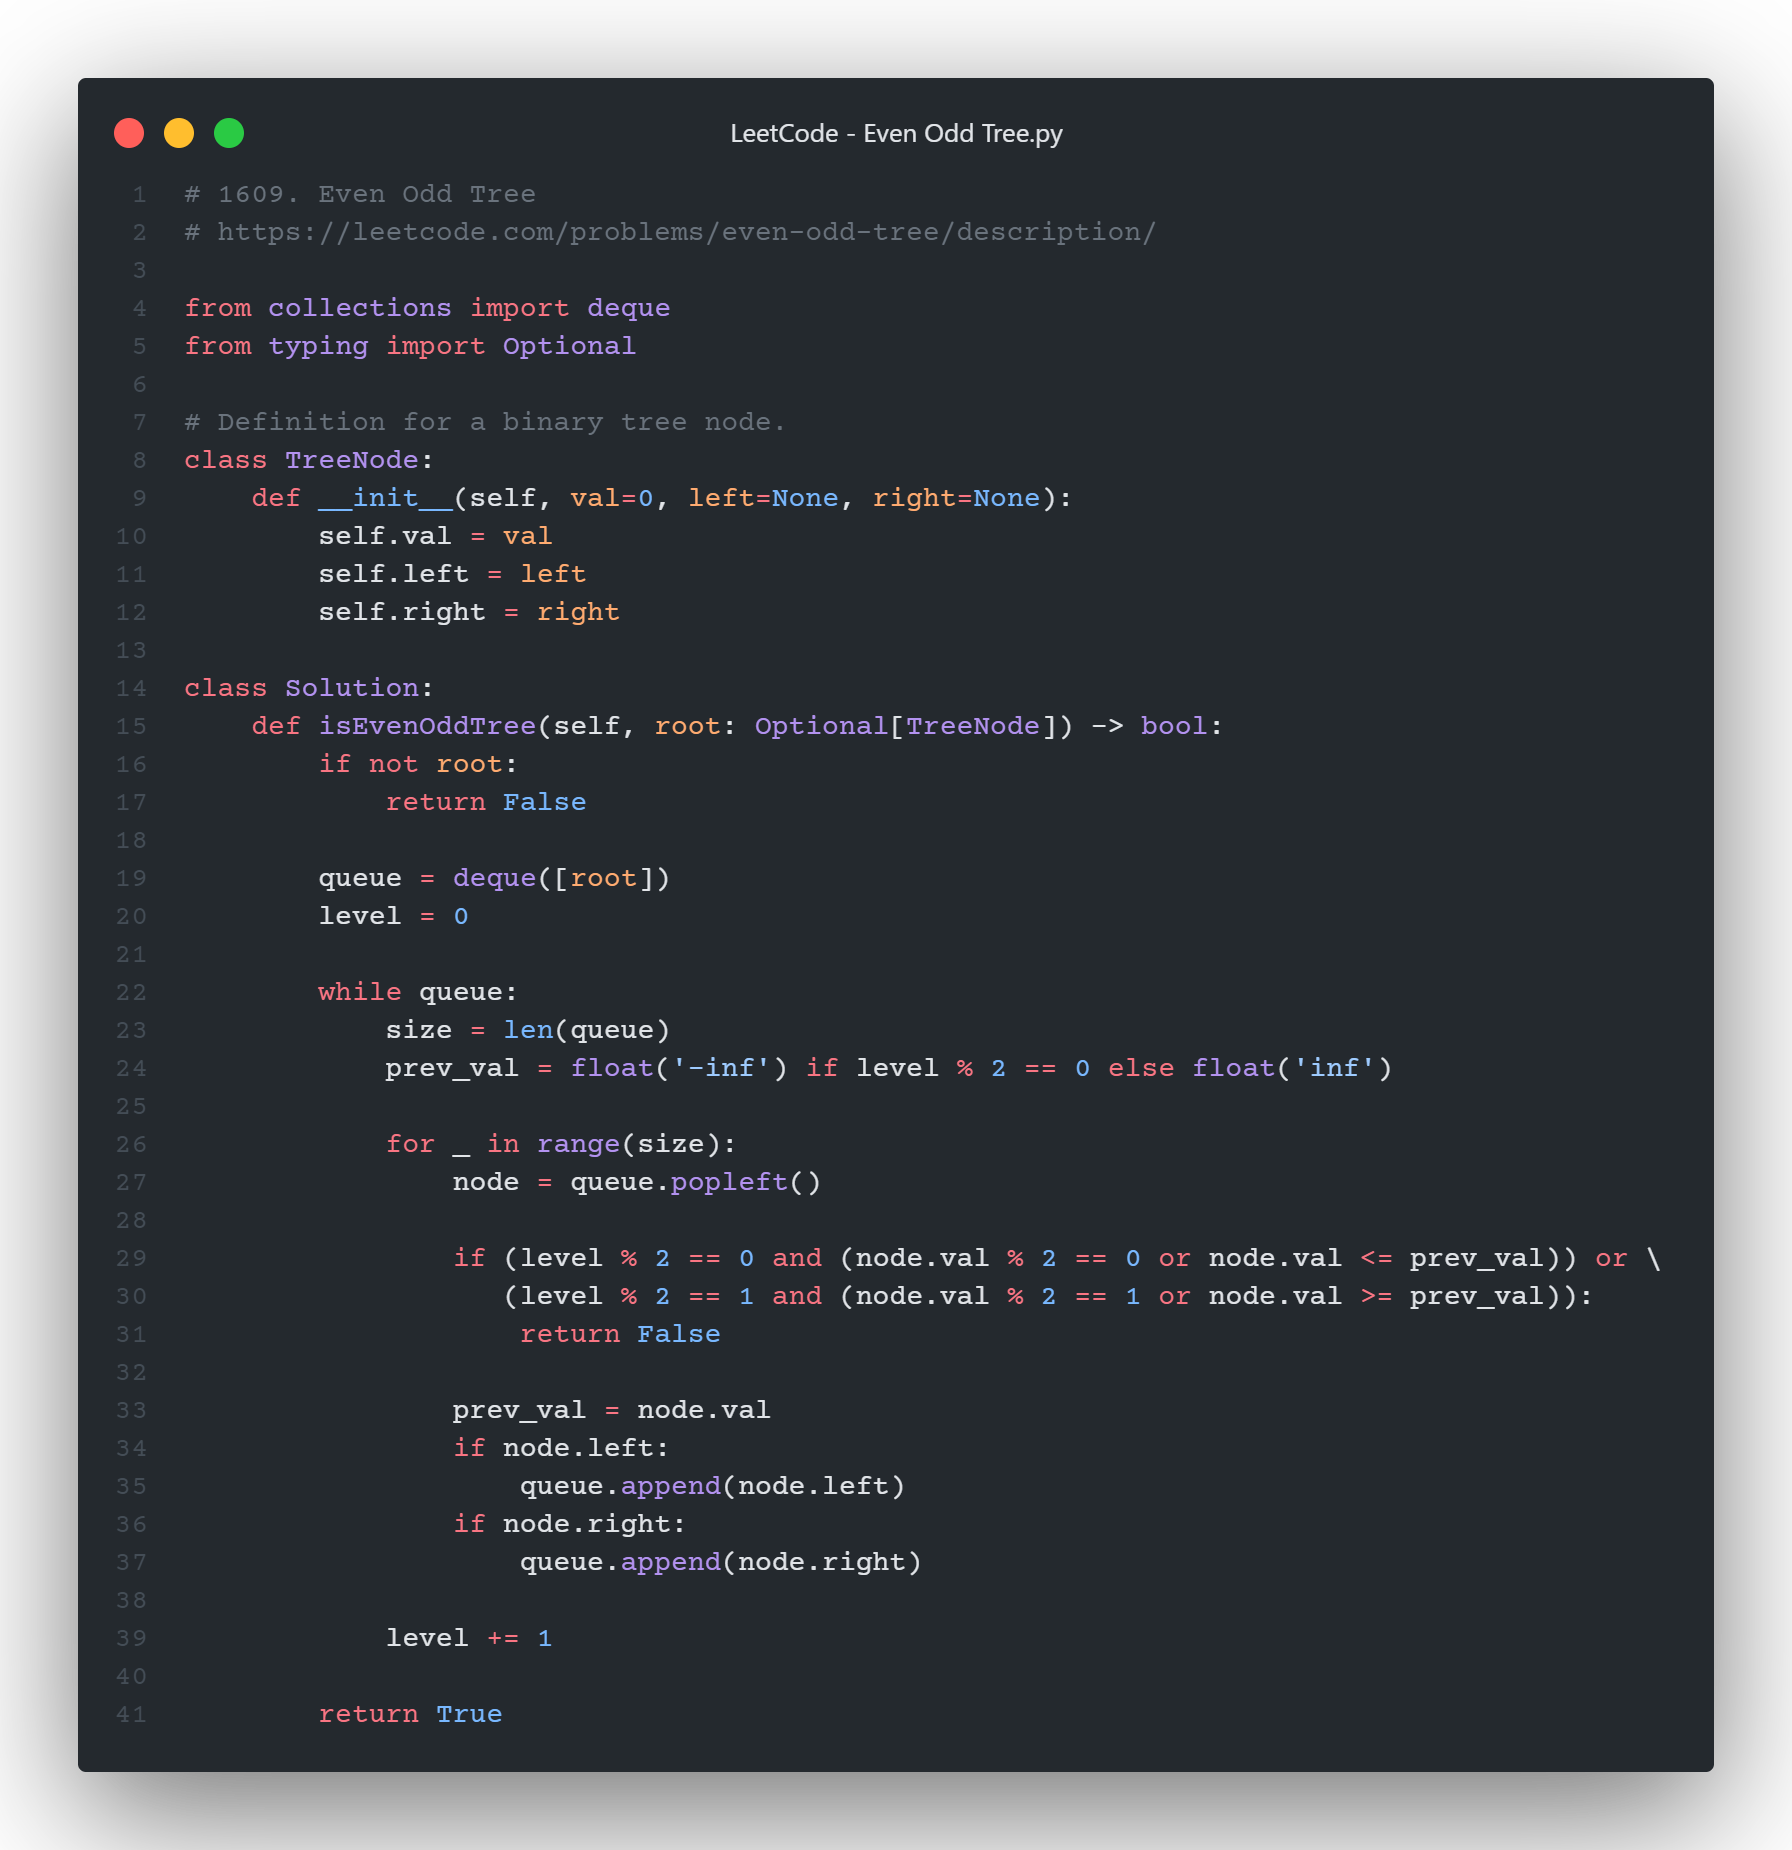 LeetCode - Even Odd Tree.py
1 # 1609. Even Odd Tree
2 # https://leetcode.com/problems/even-odd-tree/description/
3
4 from collections import deque
5 from typing import Optional
6
7 # Definition for a binary tree node.
8 class TreeNode:
9     def __init__(self, val=0, left=None, right=None):
10         self.val = val
11         self.left = left
12         self.right = right
13
14 class Solution:
15     def isEvenOddTree(self, root: Optional[TreeNode]) -> bool:
16         if not root:
17             return False
18
19         queue = deque([root])
20         level = 0
21
22         while queue:
23             size = len(queue)
24             prev_val = float('-inf') if level % 2 == 0 else float('inf')
25
26             for _ in range(size):
27                 node = queue.popleft()
28
29                 if (level % 2 == 0 and (node.val % 2 == 0 or node.val <= prev_val)) or \
30                    (level % 2 == 1 and (node.val % 2 == 1 or node.val >= prev_val)):
31                     return False
32
33                 prev_val = node.val
34                 if node.left:
35                     queue.append(node.left)
36                 if node.right:
37                     queue.append(node.right)
38
39             level += 1
40
41         return True